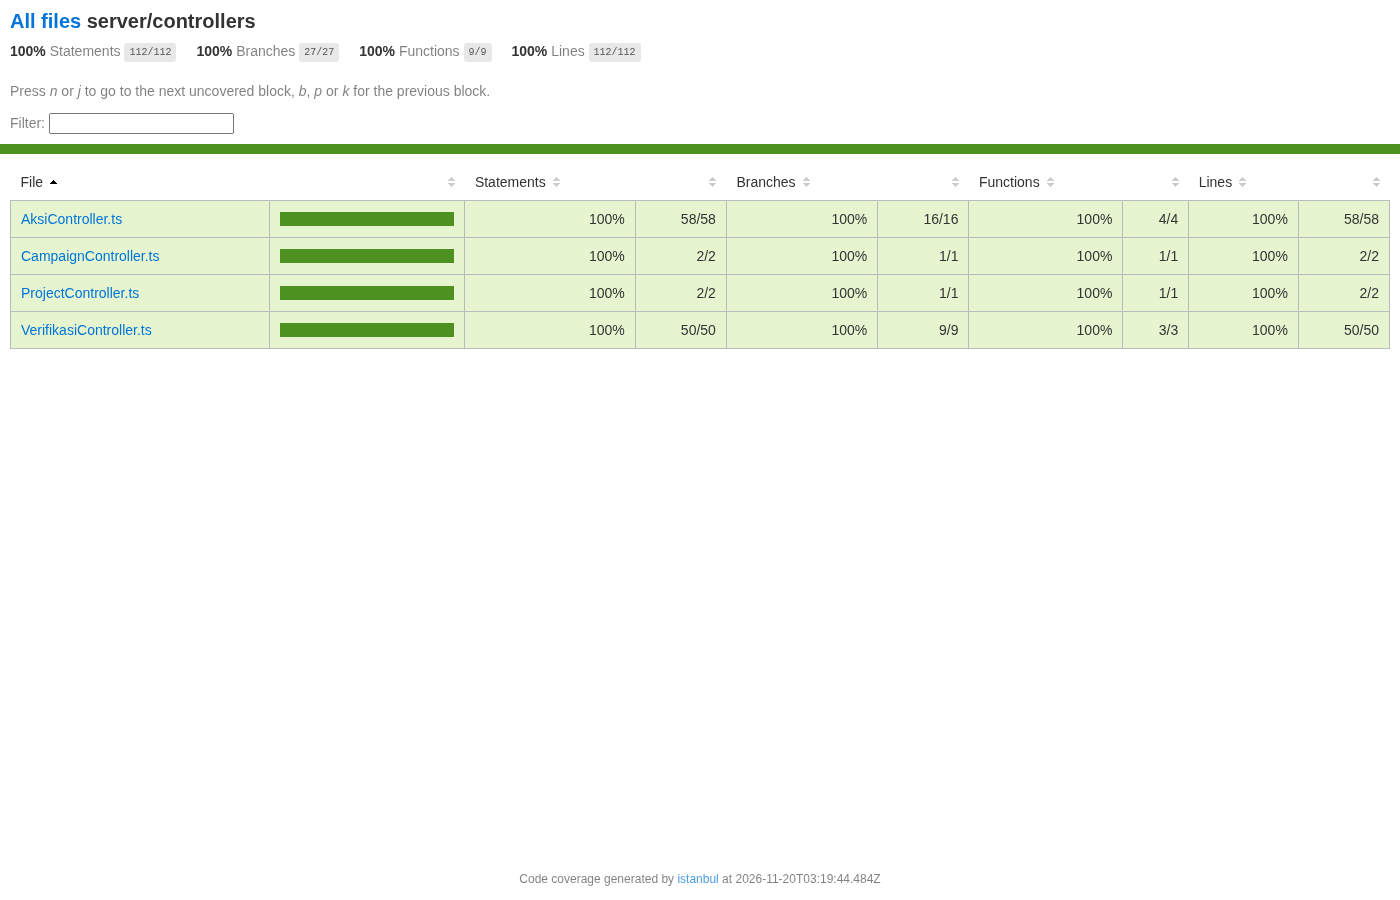 All files server/controllers
100% Statements 112/112 100% Branches 27/27 100% Functions 9/9 100% Lines 112/112
Press n or j to go to the next uncovered block, b, p or k for the previous block.
Filter:
File Statements Branches Functions Lines
AksiController.ts 100% 58/58 100% 16/16 100% 4/4 100% 58/58
CampaignController.ts 100% 2/2 100% 1/1 100% 1/1 100% 2/2
ProjectController.ts 100% 2/2 100% 1/1 100% 1/1 100% 2/2
VerifikasiController.ts 100% 50/50 100% 9/9 100% 3/3 100% 50/50
Code coverage generated by istanbul at 2026-11-20T03:19:44.484Z